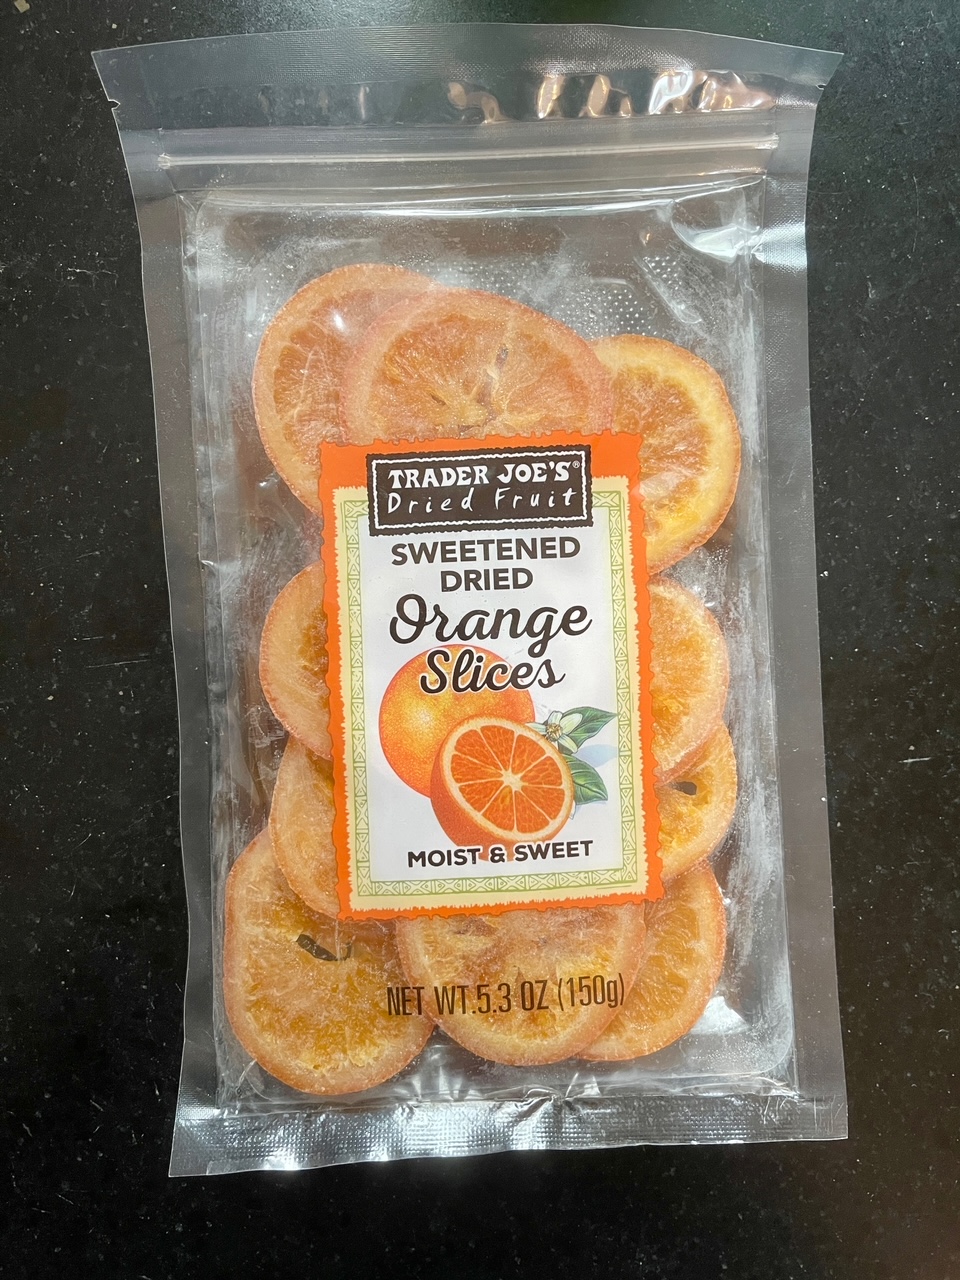 TRADER JOE'S®
Dried Fruit
SWEETENED
DRIED
Orange
Slices
MOIST & SWEET
NET WT.5.3 OZ (150g)